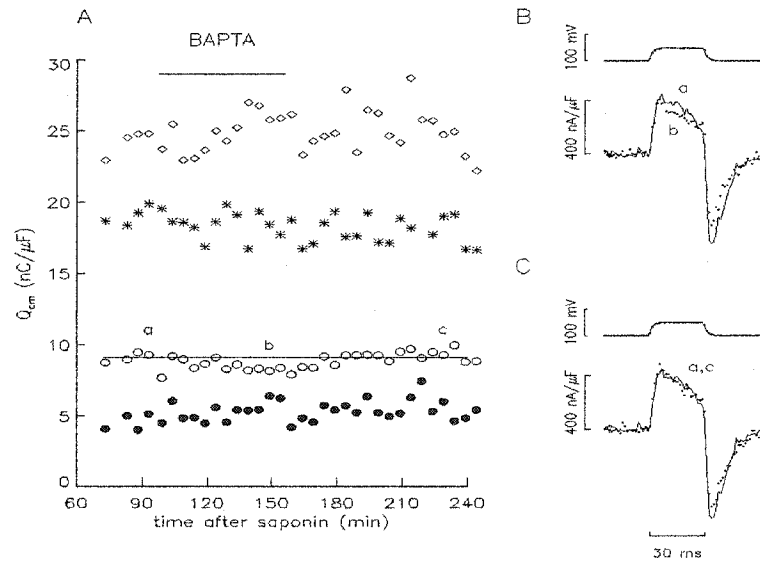 A
BAPTA
30
25
20
15
10
5
0
Q_cm (nC/μF)
a
b
c
60 90 120 150 180 210 240
time after saponin (min)
B
100 mV
400 nA/μF
a
b
C
100 mV
400 nA/μF
a,c
30 ms